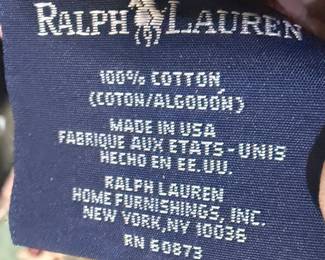 RALPH LAUREN
100% COTTON
(COTON/ALGODÓN)
MADE IN USA
FABRIQUE AUX ETATS-UNIS
HECHO EN EE.UU.
RALPH LAUREN
HOME FURNISHINGS, INC.
NEW YORK, NY 10036
RN 60873